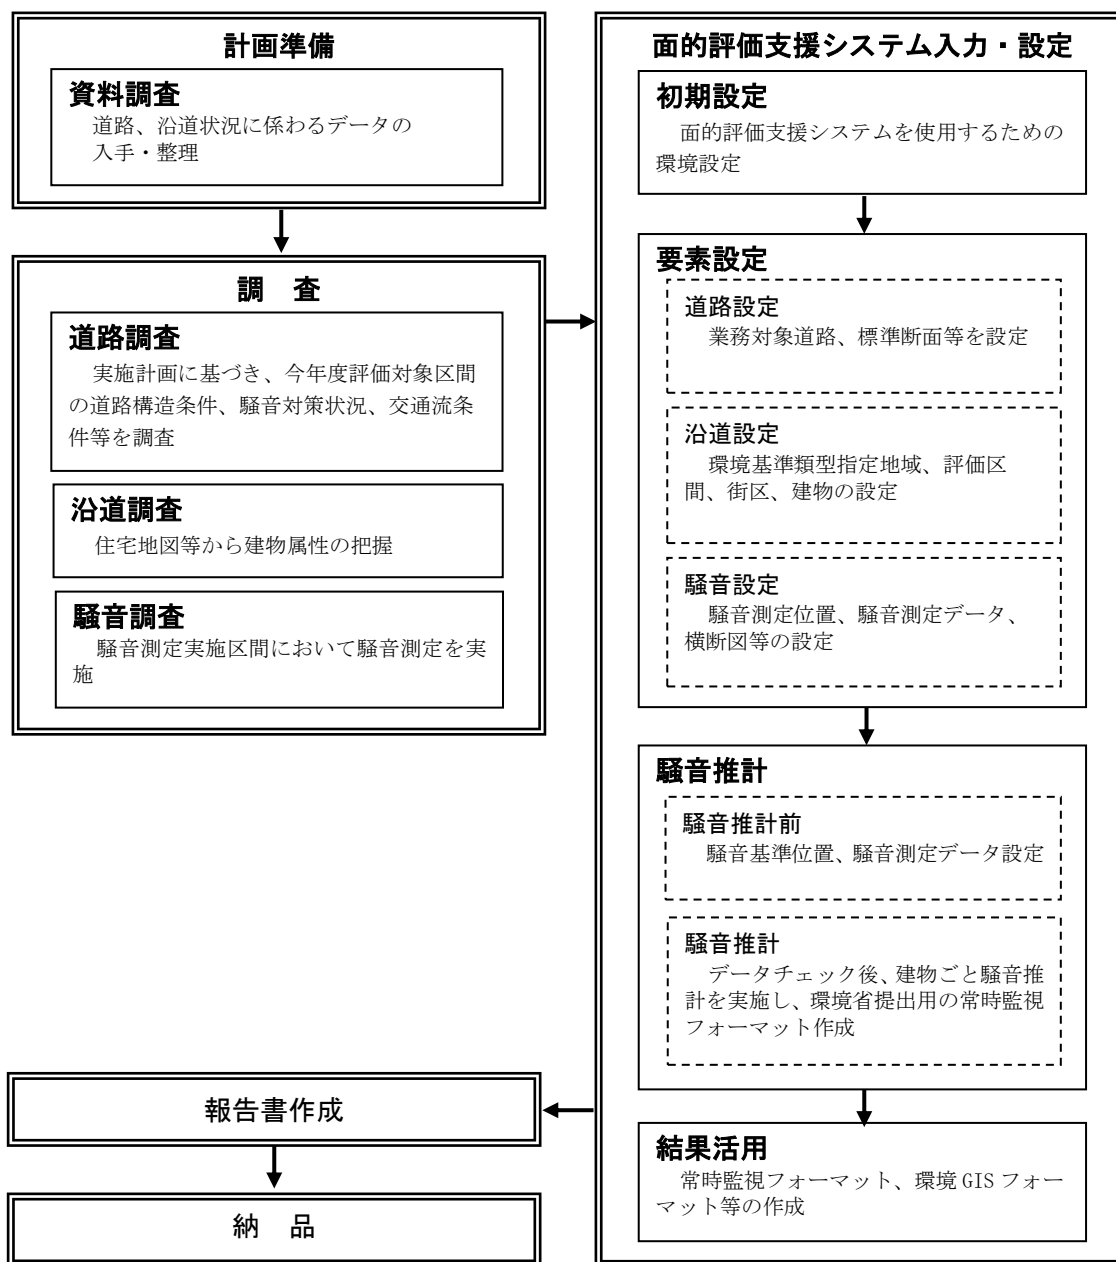 計画準備
資料調査
道路、沿道状況に係わるデータの
入手・整理
調　査
道路調査
実施計画に基づき、今年度評価対象区間
の道路構造条件、騒音対策状況、交通流条
件等を調査
沿道調査
住宅地図等から建物属性の把握
騒音調査
騒音測定実施区間において騒音測定を実
施
面的評価支援システム入力・設定
初期設定
面的評価支援システムを使用するための
環境設定
要素設定
道路設定
業務対象道路、標準断面等を設定
沿道設定
環境基準類型指定地域、評価区
間、街区、建物の設定
騒音設定
騒音測定位置、騒音測定データ、
横断図等の設定
騒音推計
騒音推計前
騒音基準位置、騒音測定データ設定
騒音推計
データチェック後、建物ごと騒音推
計を実施し、環境省提出用の常時監視
フォーマット作成
結果活用
常時監視フォーマット、環境 GIS フォー
マット等の作成
報告書作成
納　品